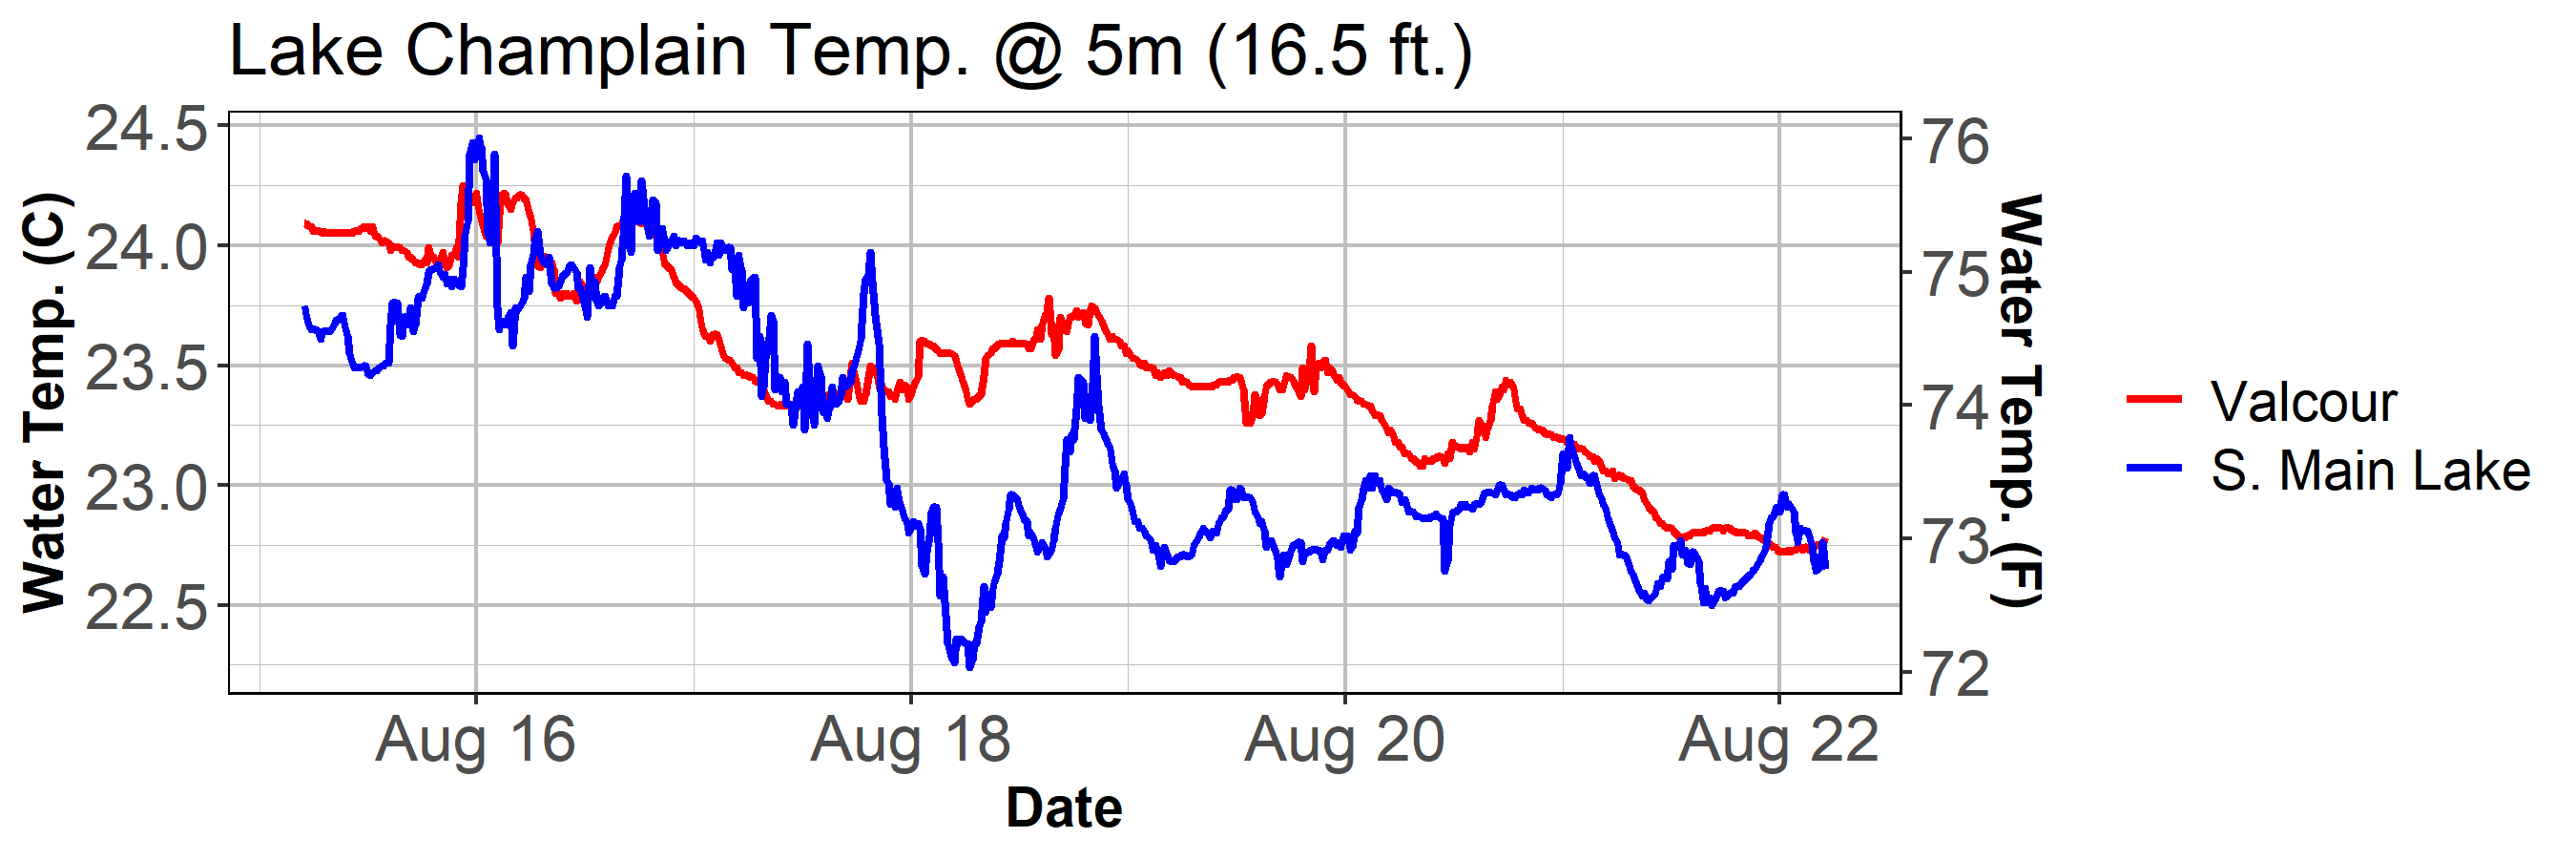 Lake Champlain Temp. @ 5m (16.5 ft.)
Water Temp. (C)
24.5
24.0
23.5
23.0
22.5
76
75
74
73
72
Water Temp. (F)
Aug 16 Aug 18 Aug 20 Aug 22
Date
Valcour
S. Main Lake